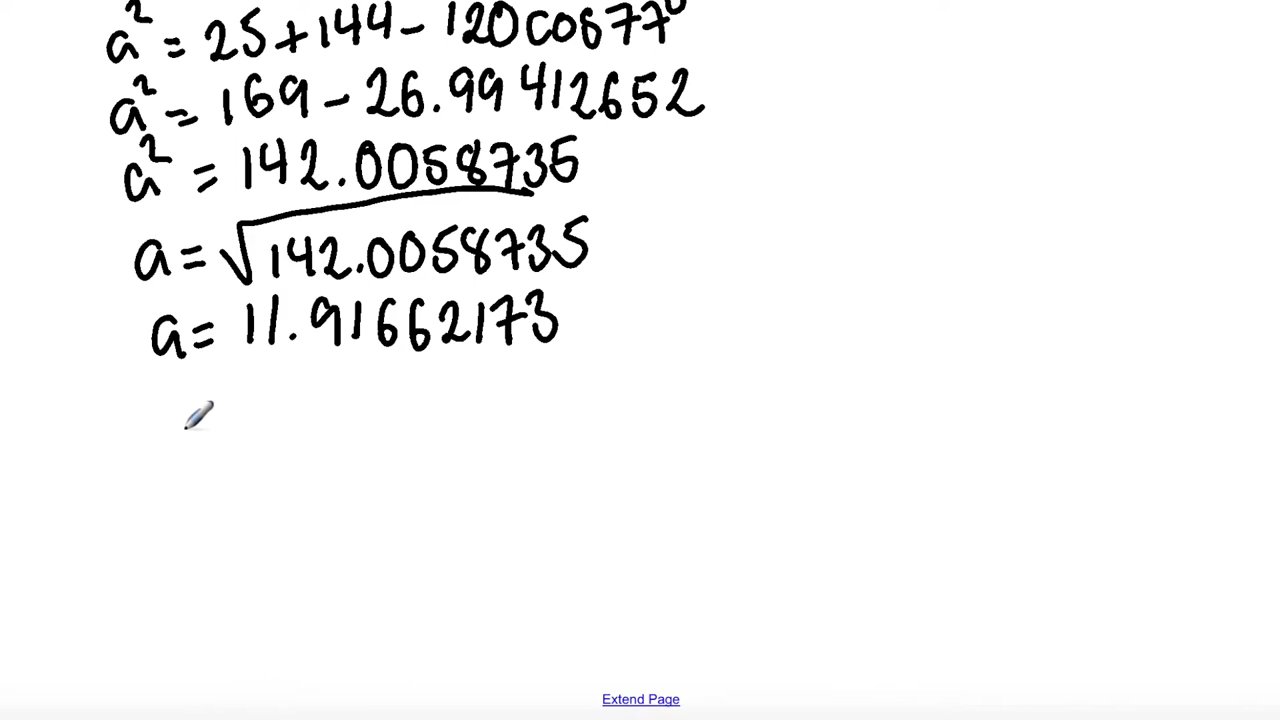 a² = 25 + 144 - 120cos77°
a² = 169 - 26.99412652
a² = 142.0058735
a = √142.0058735
a = 11.91662173
Extend Page